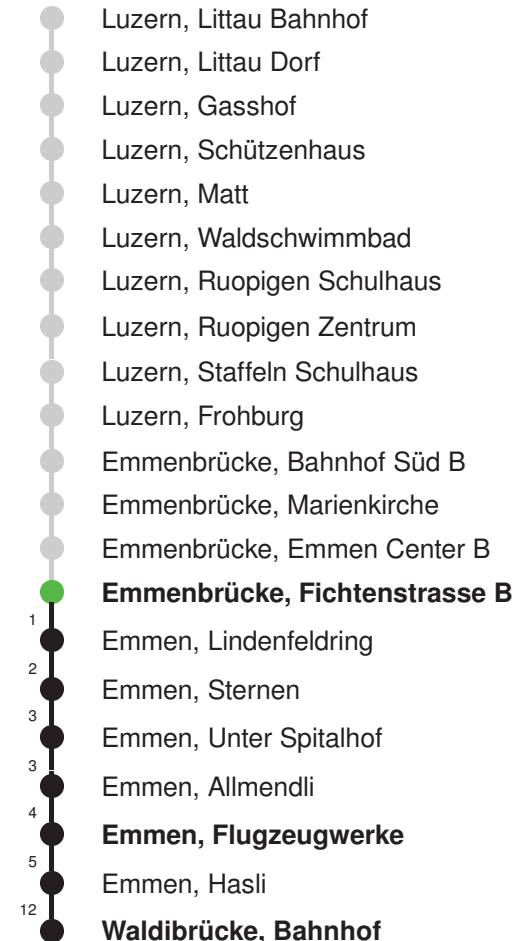 Luzern, Littau Bahnhof
Luzern, Littau Dorf
Luzern, Gasshof
Luzern, Schützenhaus
Luzern, Matt
Luzern, Waldschwimmbad
Luzern, Ruopigen Schulhaus
Luzern, Ruopigen Zentrum
Luzern, Staffeln Schulhaus
Luzern, Frohburg
Emmenbrücke, Bahnhof Süd B
Emmenbrücke, Marienkirche
Emmenbrücke, Emmen Center B
Emmenbrücke, Fichtenstrasse B
1
Emmen, Lindenfeldring
2
Emmen, Sternen
3
Emmen, Unter Spitalhof
3
Emmen, Allmendli
4
Emmen, Flugzeugwerke
5
Emmen, Hasli
12
Waldibrücke, Bahnhof